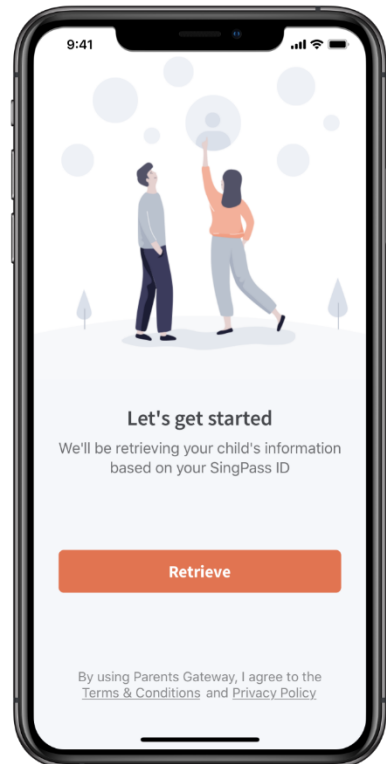 9:41
Let's get started
We'll be retrieving your child's information
based on your SingPass ID
Retrieve
By using Parents Gateway, I agree to the
Terms & Conditions and Privacy Policy